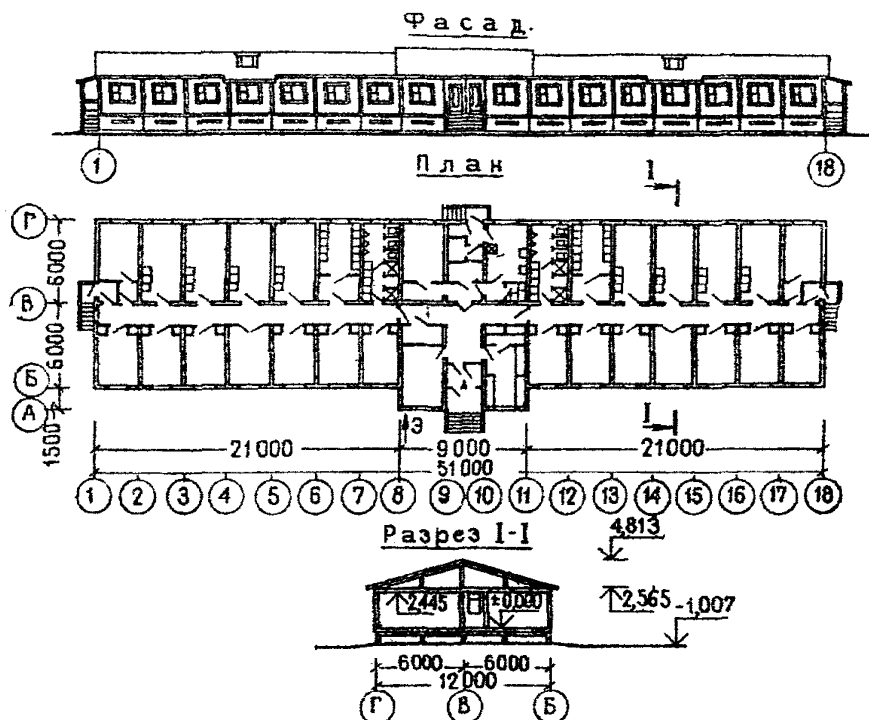 Фасад.
1 18
План
I
Г
6000
В
6000
Б
А
1500
I
Э
21000 9000 21000
51000
1 2 3 4 5 6 7 8 9 10 11 12 13 14 15 16 17 18
Разрез I-I
4,813
2,445 ±0,000 2,565 -1,007
6000 6000
12000
Г В Б